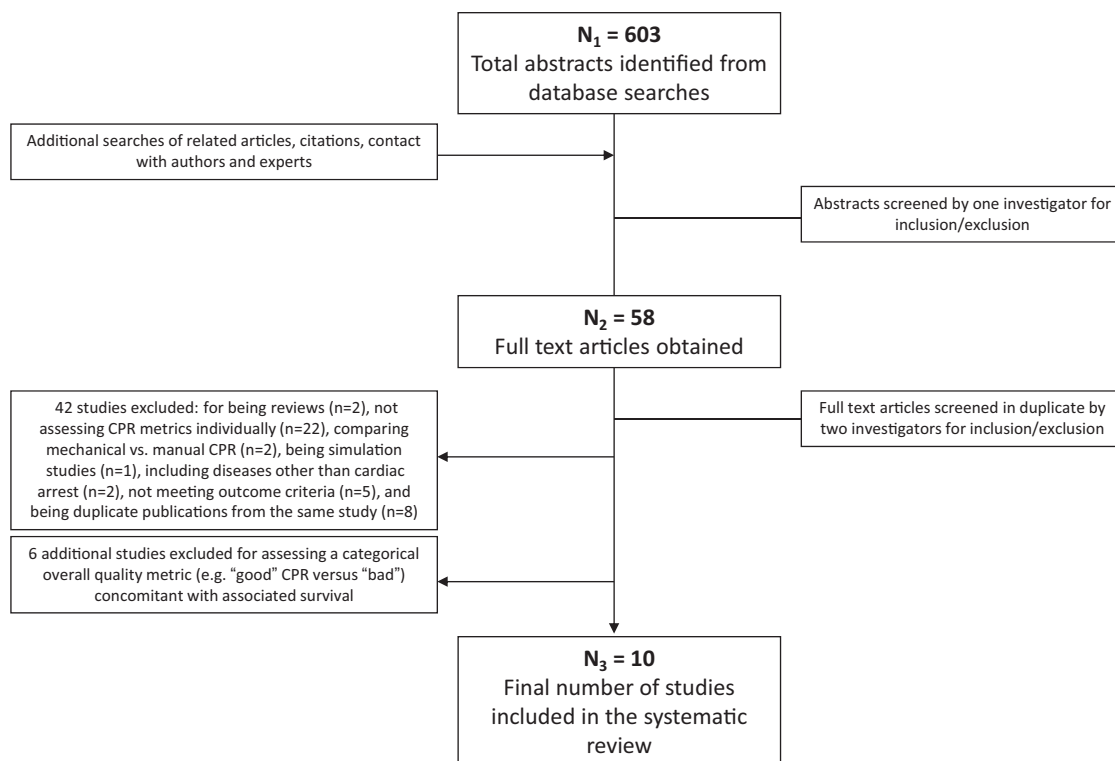 N₁ = 603
Total abstracts identified from
database searches
Additional searches of related articles, citations, contact
with authors and experts
Abstracts screened by one investigator for
inclusion/exclusion
N₂ = 58
Full text articles obtained
42 studies excluded: for being reviews (n=2), not
assessing CPR metrics individually (n=22), comparing
mechanical vs. manual CPR (n=2), being simulation
studies (n=1), including diseases other than cardiac
arrest (n=2), not meeting outcome criteria (n=5), and
being duplicate publications from the same study (n=8)
Full text articles screened in duplicate by
two investigators for inclusion/exclusion
6 additional studies excluded for assessing a categorical
overall quality metric (e.g. “good” CPR versus “bad”)
concomitant with associated survival
N₃ = 10
Final number of studies
included in the systematic
review